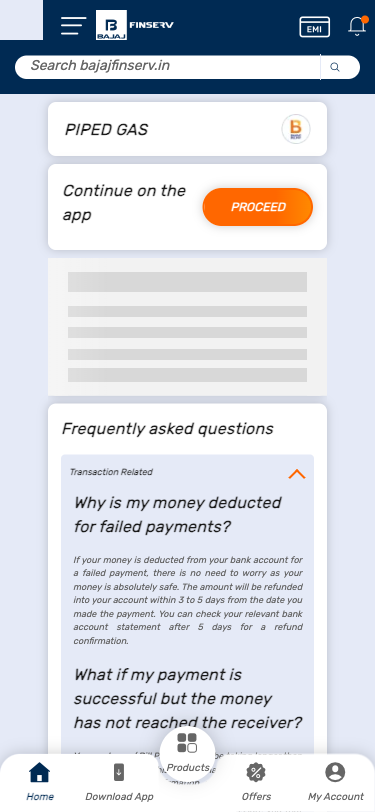 BAJAJ FINSERV
EMI
Search bajajfinserv.in
PIPED GAS
Continue on the
app
PROCEED
Frequently asked questions
Transaction Related
Why is my money deducted
for failed payments?
If your money is deducted from your bank account for
a failed payment, there is no need to worry as your
money is absolutely safe. The amount will be refunded
into your account within 3 to 5 days from the date you
made the payment. You can check your relevant bank
account statement after 5 days for a refund
confirmation.
What if my payment is
successful but the money
has not reached the receiver?
Products
Home
Download App
Offers
My Account